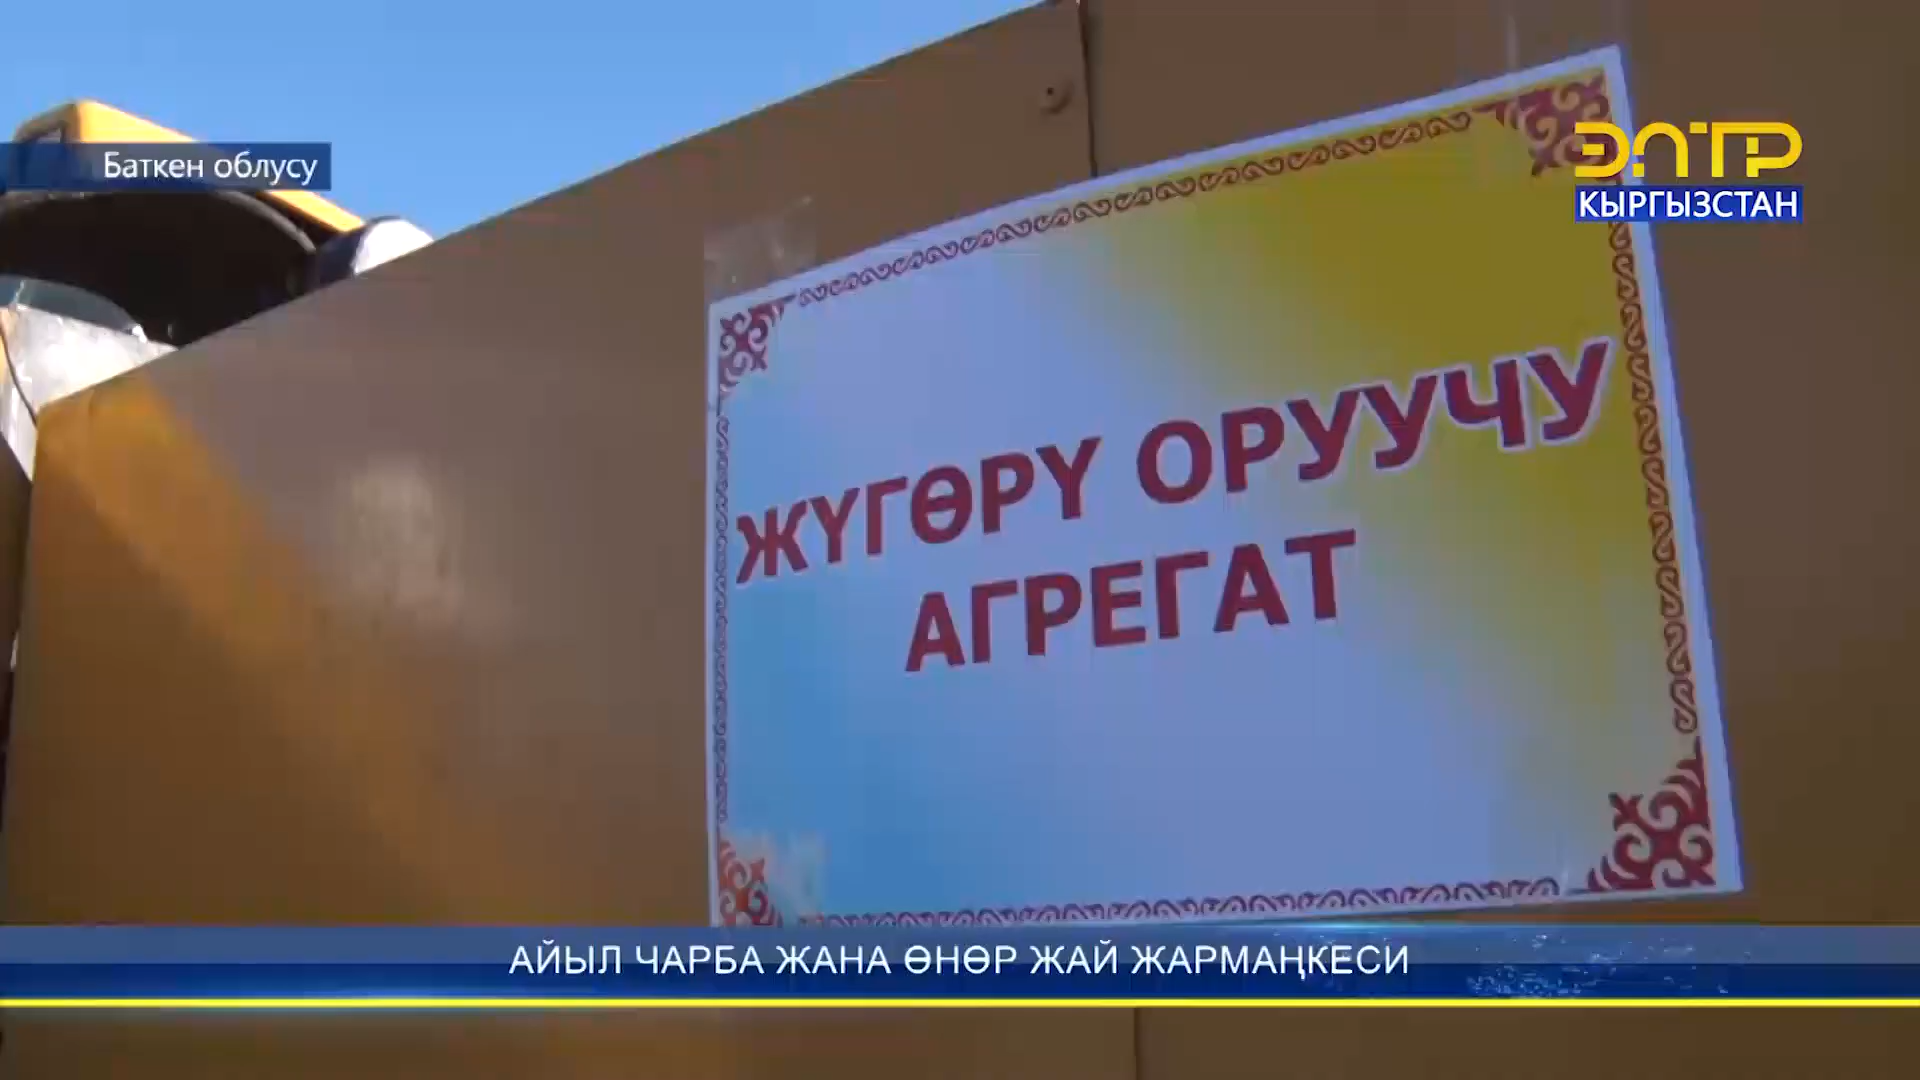 Баткен облусу
ЭЛТР
КЫРГЫЗСТАН
ЖҮГӨРҮ ОРУУЧУ
АГРЕГАТ
АЙЫЛ ЧАРБА ЖАНА ӨНӨР ЖАЙ ЖАРМАҢКЕСИ